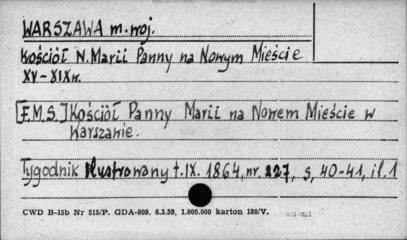 WARSZAWA m. woj.
Kościół N. Marii Panny na Nowym Mieście
XV-XIX w.
[F.M.S.] Kościół Panny Marii na Nowem Mieście w
Warszawie.
Tygodnik Illustrowany t. IX. 1864, nr. 227, s, 40-41, il. 1
CWD B-15b Nr 515/P. GDA-809. 6.3.59, 1.000.000 karton 180/V.